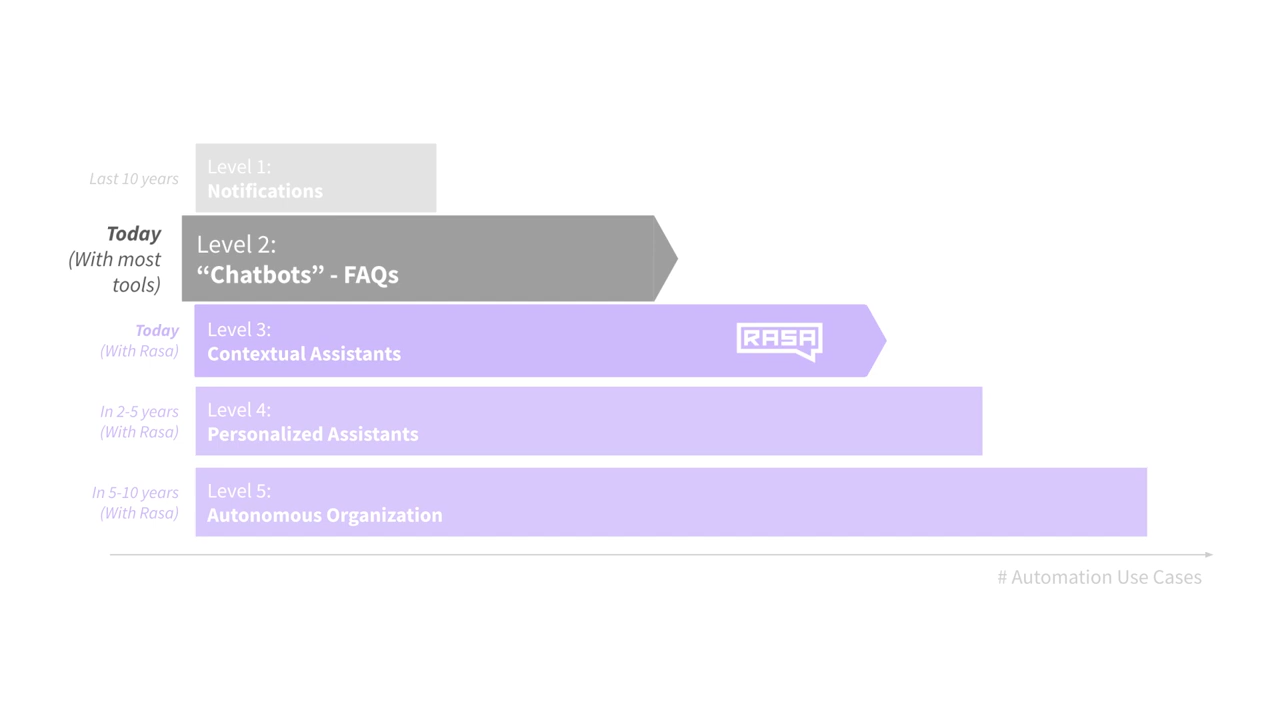 Last 10 years
Level 1:
Notifications
Today
(With most
tools)
Level 2:
“Chatbots” - FAQs
Today
(With Rasa)
Level 3:
Contextual Assistants
RASA
In 2-5 years
(With Rasa)
Level 4:
Personalized Assistants
In 5-10 years
(With Rasa)
Level 5:
Autonomous Organization
# Automation Use Cases